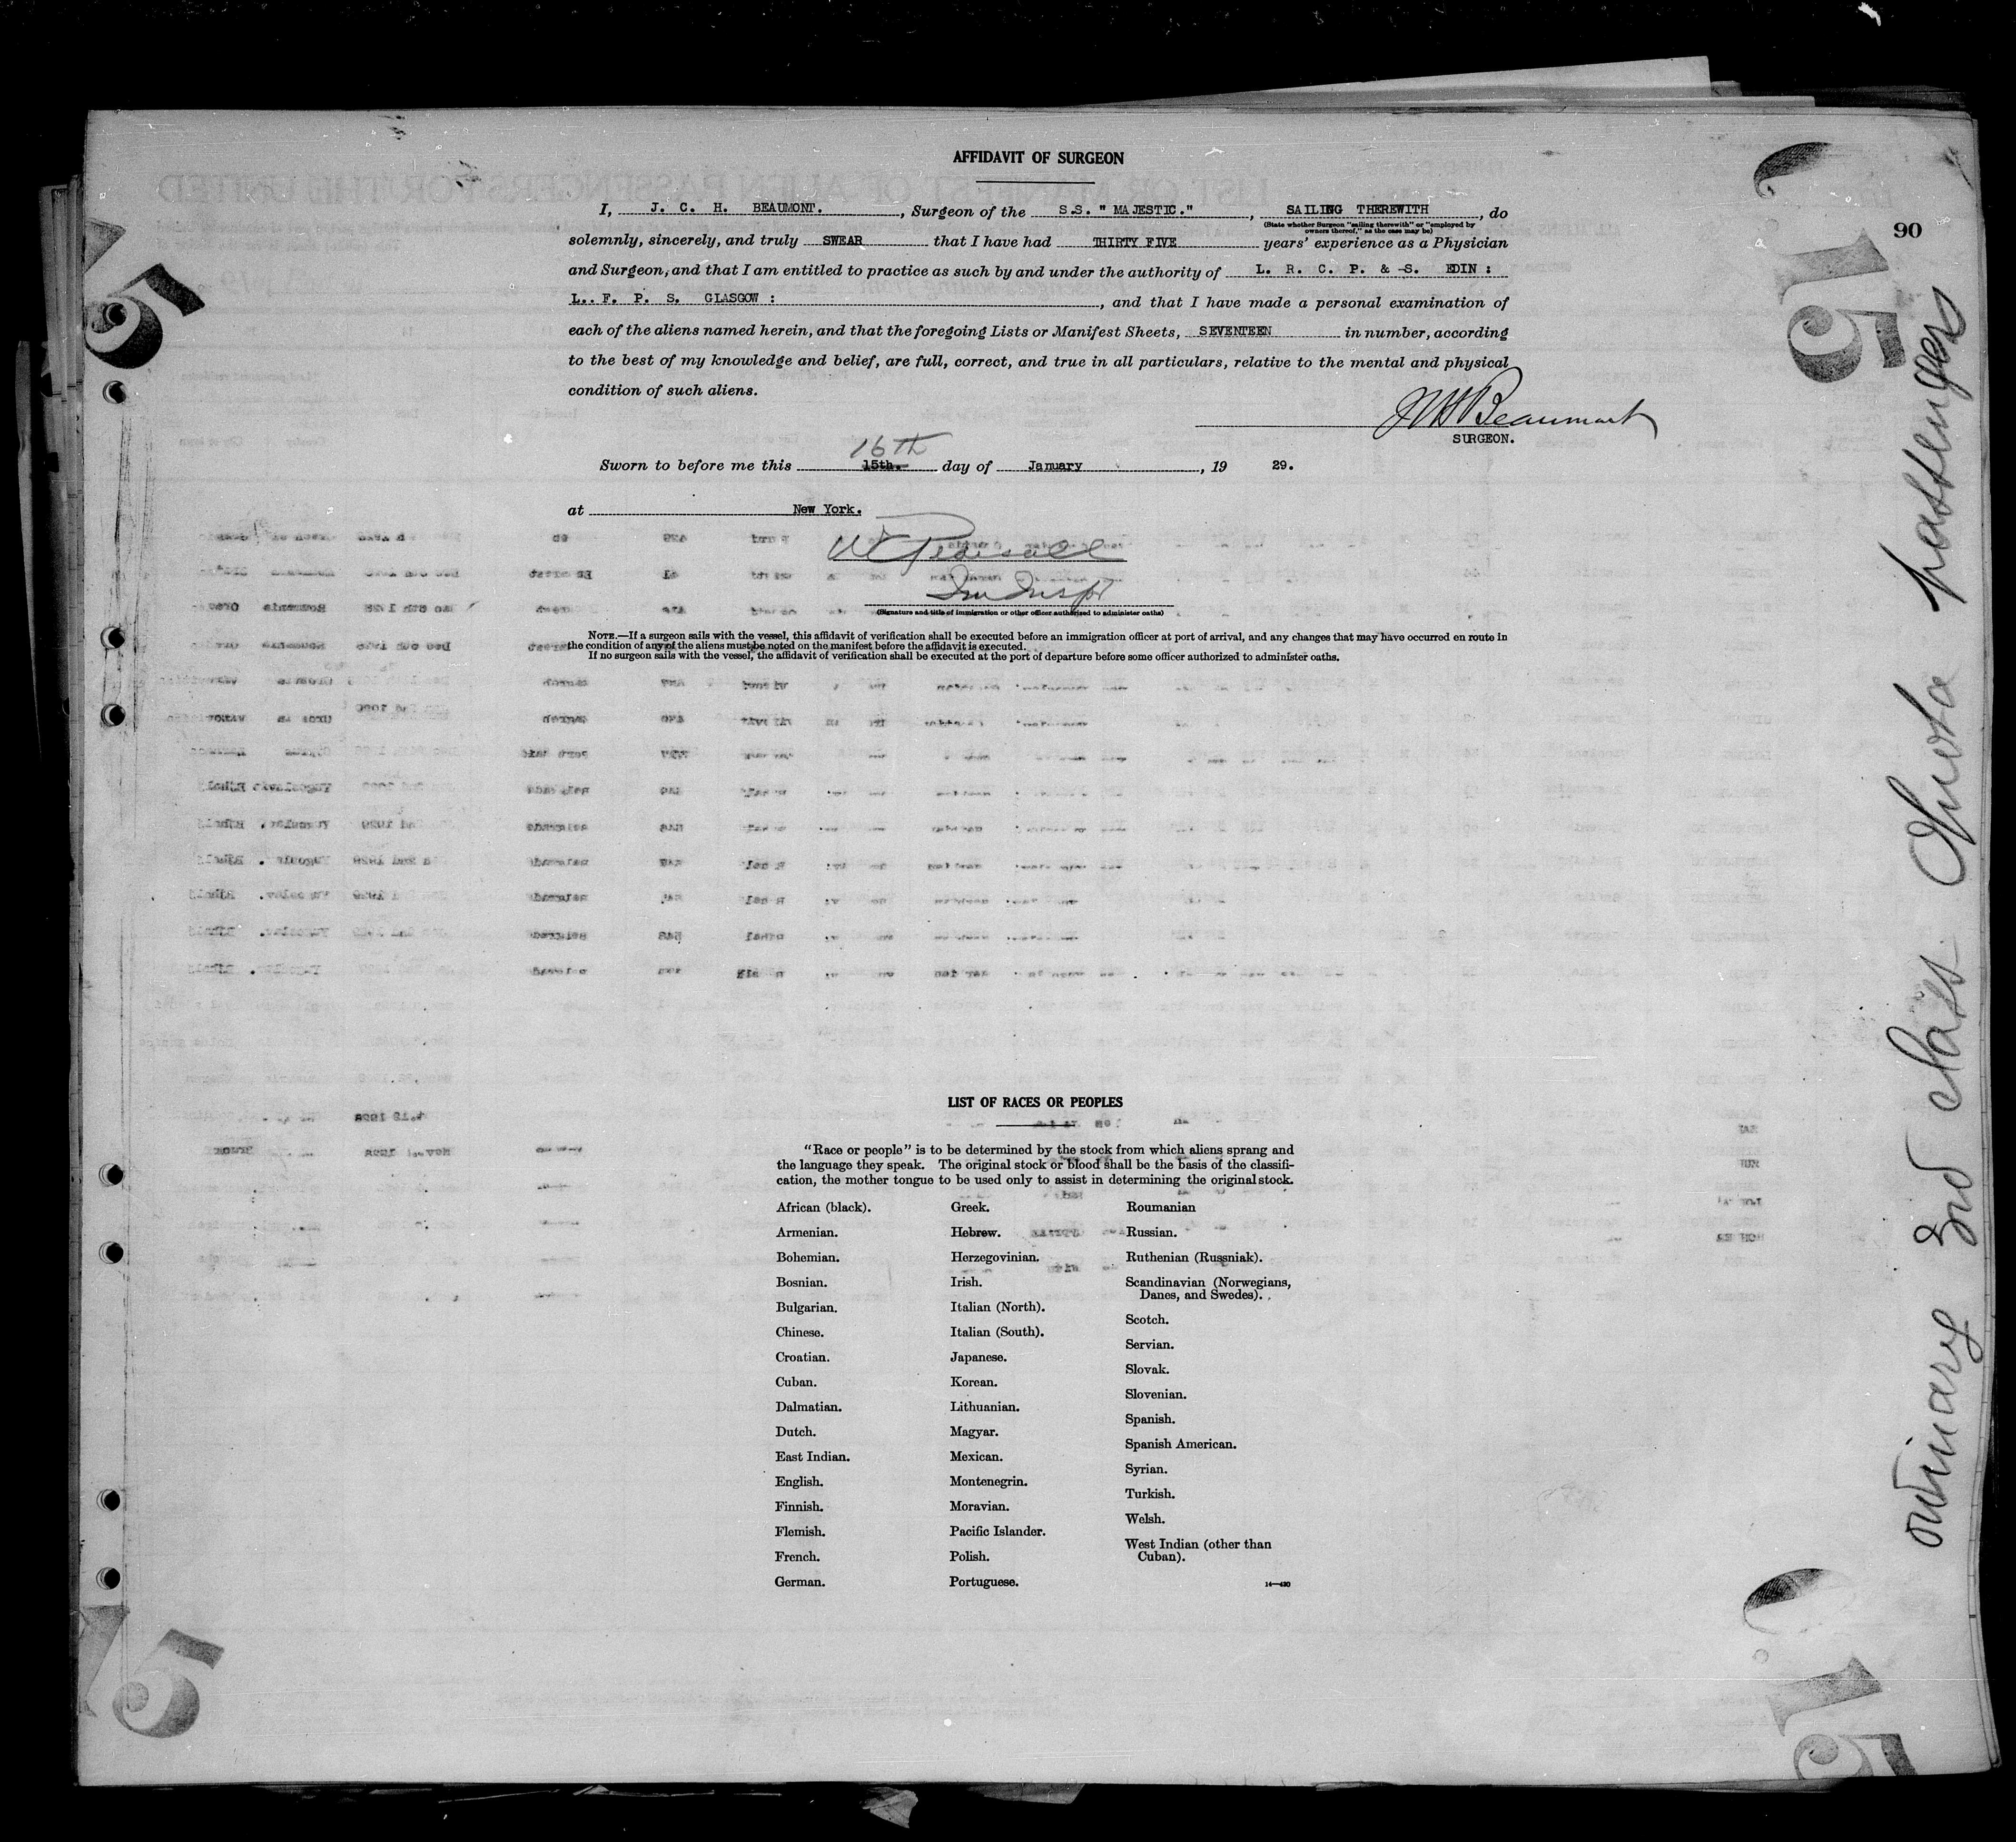 AFFIDAVIT OF SURGEON
I, J. C. H. BEAUMONT. , Surgeon of the S.S. "MAJESTIC." , SAILING THEREWITH , do
(State whether Surgeon "sailing therewith" or "employed by
owners thereof," as the case may be)
90
solemnly, sincerely, and truly SWEAR that I have had THIRTY FIVE years' experience as a Physician
and Surgeon, and that I am entitled to practice as such by and under the authority of L. R. C. P. & S. EDIN :
L. F. P. S. GLASGOW : , and that I have made a personal examination of
each of the aliens named herein, and that the foregoing Lists or Manifest Sheets, SEVENTEEN in number, according
to the best of my knowledge and belief, are full, correct, and true in all particulars, relative to the mental and physical
condition of such aliens.
Beaumont
SURGEON.
16th
Sworn to before me this 15th. day of January , 19 29.
at New York.
(Signature and title of immigration or other officer authorized to administer oaths)
NOTE.—If a surgeon sails with the vessel, this affidavit of verification shall be executed before an immigration officer at port of arrival, and any changes that may have occurred en route in
the condition of any of the aliens must be noted on the manifest before the affidavit is executed.
If no surgeon sails with the vessel, the affidavit of verification shall be executed at the port of departure before some officer authorized to administer oaths.
LIST OF RACES OR PEOPLES
"Race or people" is to be determined by the stock from which aliens sprang and
the language they speak. The original stock or blood shall be the basis of the classifi-
cation, the mother tongue to be used only to assist in determining the original stock.
African (black).
Armenian.
Bohemian.
Bosnian.
Bulgarian.
Chinese.
Croatian.
Cuban.
Dalmatian.
Dutch.
East Indian.
English.
Finnish.
Flemish.
French.
German.
Greek.
Hebrew.
Herzegovinian.
Irish.
Italian (North).
Italian (South).
Japanese.
Korean.
Lithuanian.
Magyar.
Mexican.
Montenegrin.
Moravian.
Pacific Islander.
Polish.
Portuguese.
Roumanian
Russian.
Ruthenian (Russniak).
Scandinavian (Norwegians,
Danes, and Swedes).
Scotch.
Servian.
Slovak.
Slovenian.
Spanish.
Spanish American.
Syrian.
Turkish.
Welsh.
West Indian (other than
Cuban).
14—430
ordinary 3rd class Quota passengers
15
15
15
5